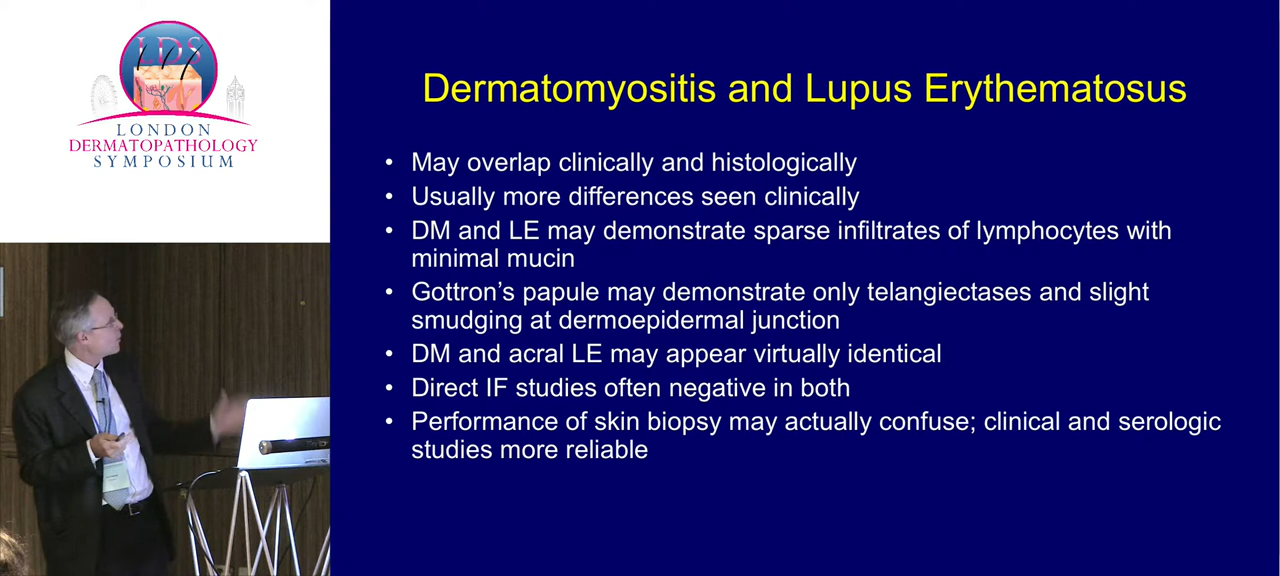 LDS
LONDON
DERMATOPATHOLOGY
SYMPOSIUM
Dermatomyositis and Lupus Erythematosus
• May overlap clinically and histologically
• Usually more differences seen clinically
• DM and LE may demonstrate sparse infiltrates of lymphocytes with
minimal mucin
• Gottron's papule may demonstrate only telangiectases and slight
smudging at dermoepidermal junction
• DM and acral LE may appear virtually identical
• Direct IF studies often negative in both
• Performance of skin biopsy may actually confuse; clinical and serologic
studies more reliable